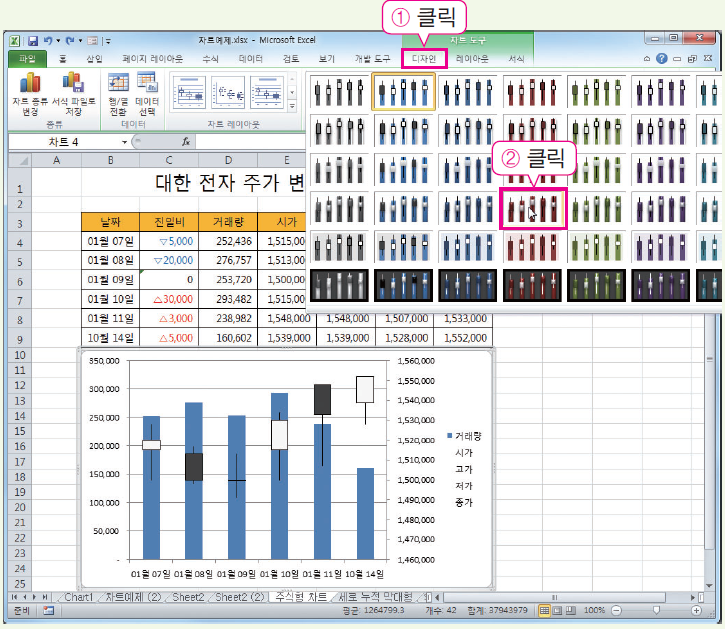 ① 클릭
차트예제.xlsx - Microsoft Excel
차트 도구
파일 홈 삽입 페이지 레이아웃 수식 데이터 검토 보기 개발 도구 디자인 레이아웃 서식
차트 종류 변경
서식 파일로 저장
행/열 전환
데이터 선택
종류 데이터 차트 레이아웃
② 클릭
차트 4
fx
A B C D E
1 대한 전자 주가 변
2
3 날짜 전일비 거래량 시가
4 01월 07일 ▽5,000 252,436 1,515,00
5 01월 08일 ▽20,000 276,757 1,513,00
6 01월 09일 0 253,720 1,500,00
7 01월 10일 △30,000 293,482 1,515,00
8 01월 11일 △3,000 238,982 1,548,000 1,548,000 1,507,000 1,533,000
9 10월 14일 △5,000 160,602 1,539,000 1,539,000 1,528,000 1,552,000
10
11
12
13
14
15
16
17
18
19
20
21
22
23
24
25
350,000
300,000
250,000
200,000
150,000
100,000
50,000
-
1,560,000
1,550,000
1,540,000
1,530,000
1,520,000
1,510,000
1,500,000
1,490,000
1,480,000
1,470,000
1,460,000
거래량
시가
고가
저가
종가
01월 07일 01월 08일 01월 09일 01월 10일 01월 11일 10월 14일
Chart1 차트예제 (2) Sheet2 Sheet2 (2) 주식형 차트 세로 누적 막대형
준비 평균: 1264799.3 개수: 42 합계: 37943979 100%